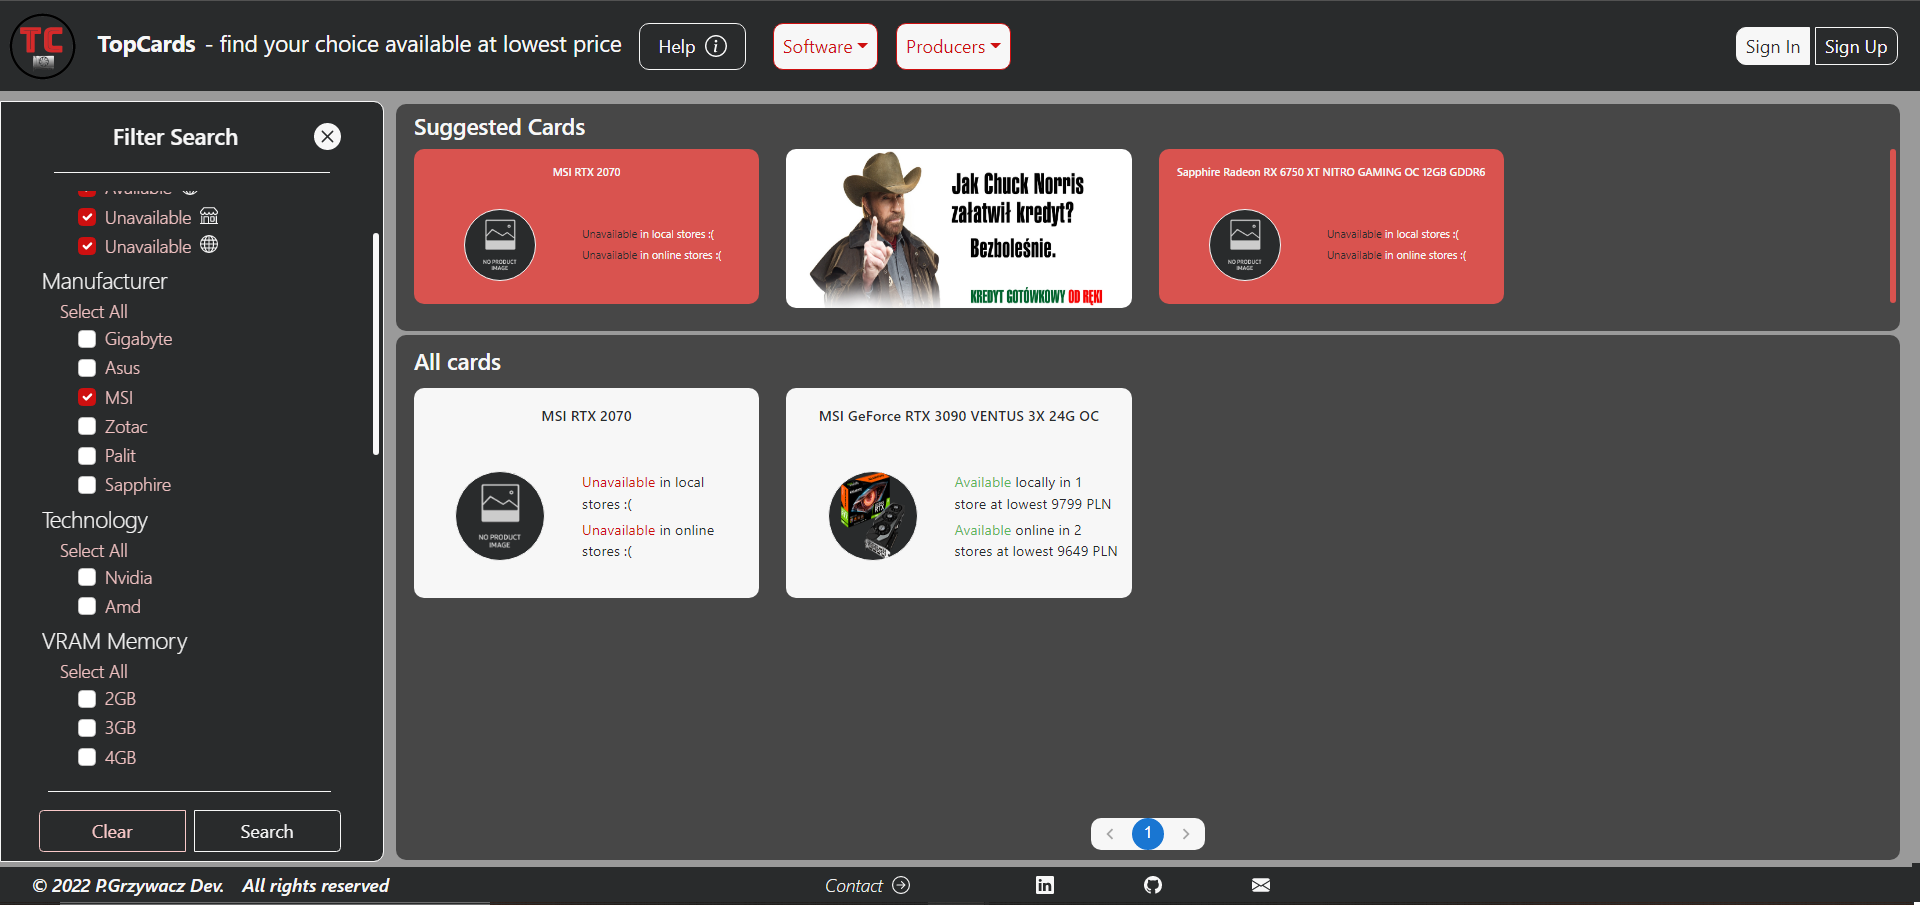 TC
TopCards - find your choice available at lowest price
Help
Software
Producers
Sign In
Sign Up
Filter Search
Available
Unavailable
Unavailable
Manufacturer
Select All
Gigabyte
Asus
MSI
Zotac
Palit
Sapphire
Technology
Select All
Nvidia
Amd
VRAM Memory
Select All
2GB
3GB
4GB
Clear
Search
Suggested Cards
MSI RTX 2070
NO PRODUCT
IMAGE
Unavailable in local stores :(
Unavailable in online stores :(
Jak Chuck Norris
załatwił kredyt?
Bezboleśnie.
KREDYT GOTÓWKOWY OD RĘKI
Sapphire Radeon RX 6750 XT NITRO GAMING OC 12GB GDDR6
NO PRODUCT
IMAGE
Unavailable in local stores :(
Unavailable in online stores :(
All cards
MSI RTX 2070
NO PRODUCT
IMAGE
Unavailable in local
stores :(
Unavailable in online
stores :(
MSI GeForce RTX 3090 VENTUS 3X 24G OC
Available locally in 1
store at lowest 9799 PLN
Available online in 2
stores at lowest 9649 PLN
1
© 2022 P.Grzywacz Dev. All rights reserved
Contact